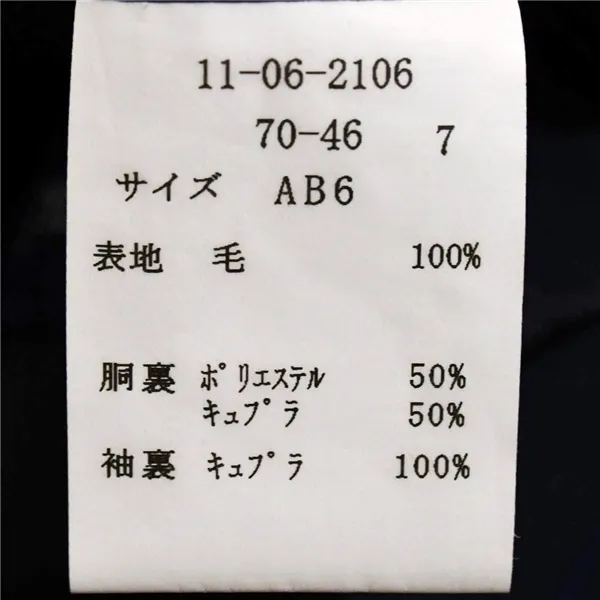 11-06-2106
70-46 7
サイズ AB6
表地 毛 100%
胴裏 ﾎﾟﾘｴｽﾃﾙ 50%
ｷｭﾌﾟﾗ 50%
袖裏 ｷｭﾌﾟﾗ 100%